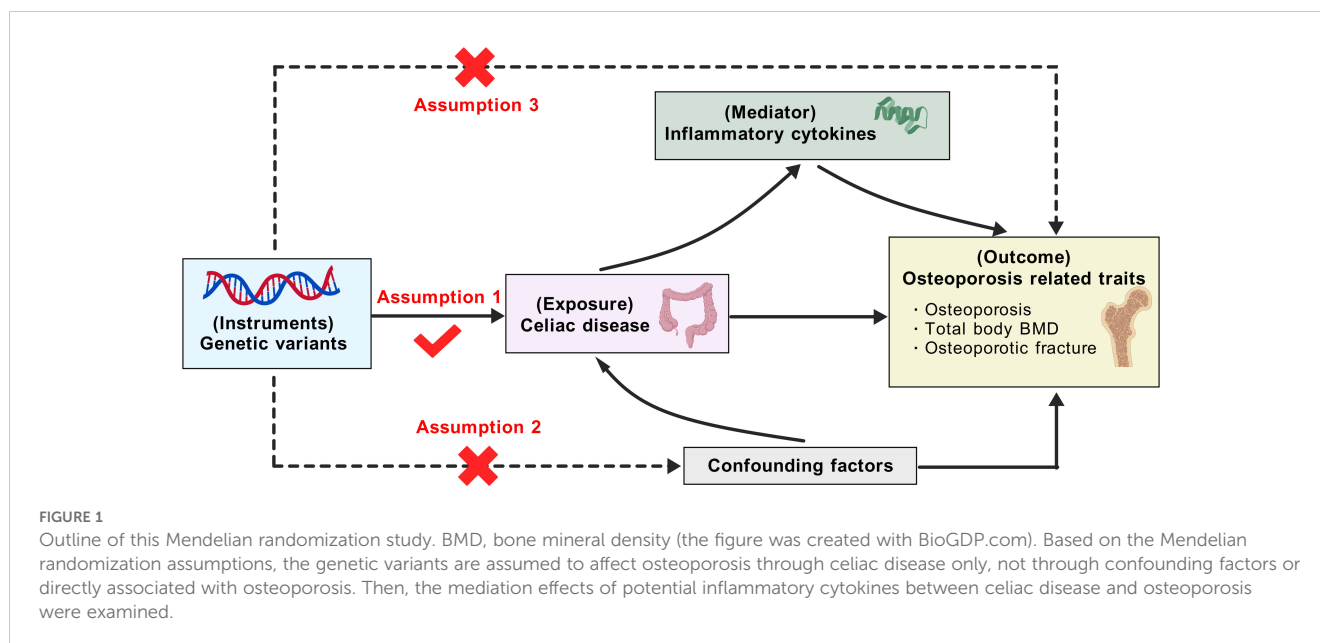 Assumption 3
(Mediator)
Inflammatory cytokines
(Instruments)
Genetic variants
Assumption 1
(Exposure)
Celiac disease
(Outcome)
Osteoporosis related traits
· Osteoporosis
· Total body BMD
· Osteoporotic fracture
Assumption 2
Confounding factors
FIGURE 1
Outline of this Mendelian randomization study. BMD, bone mineral density (the figure was created with BioGDP.com). Based on the Mendelian
randomization assumptions, the genetic variants are assumed to affect osteoporosis through celiac disease only, not through confounding factors or
directly associated with osteoporosis. Then, the mediation effects of potential inflammatory cytokines between celiac disease and osteoporosis
were examined.